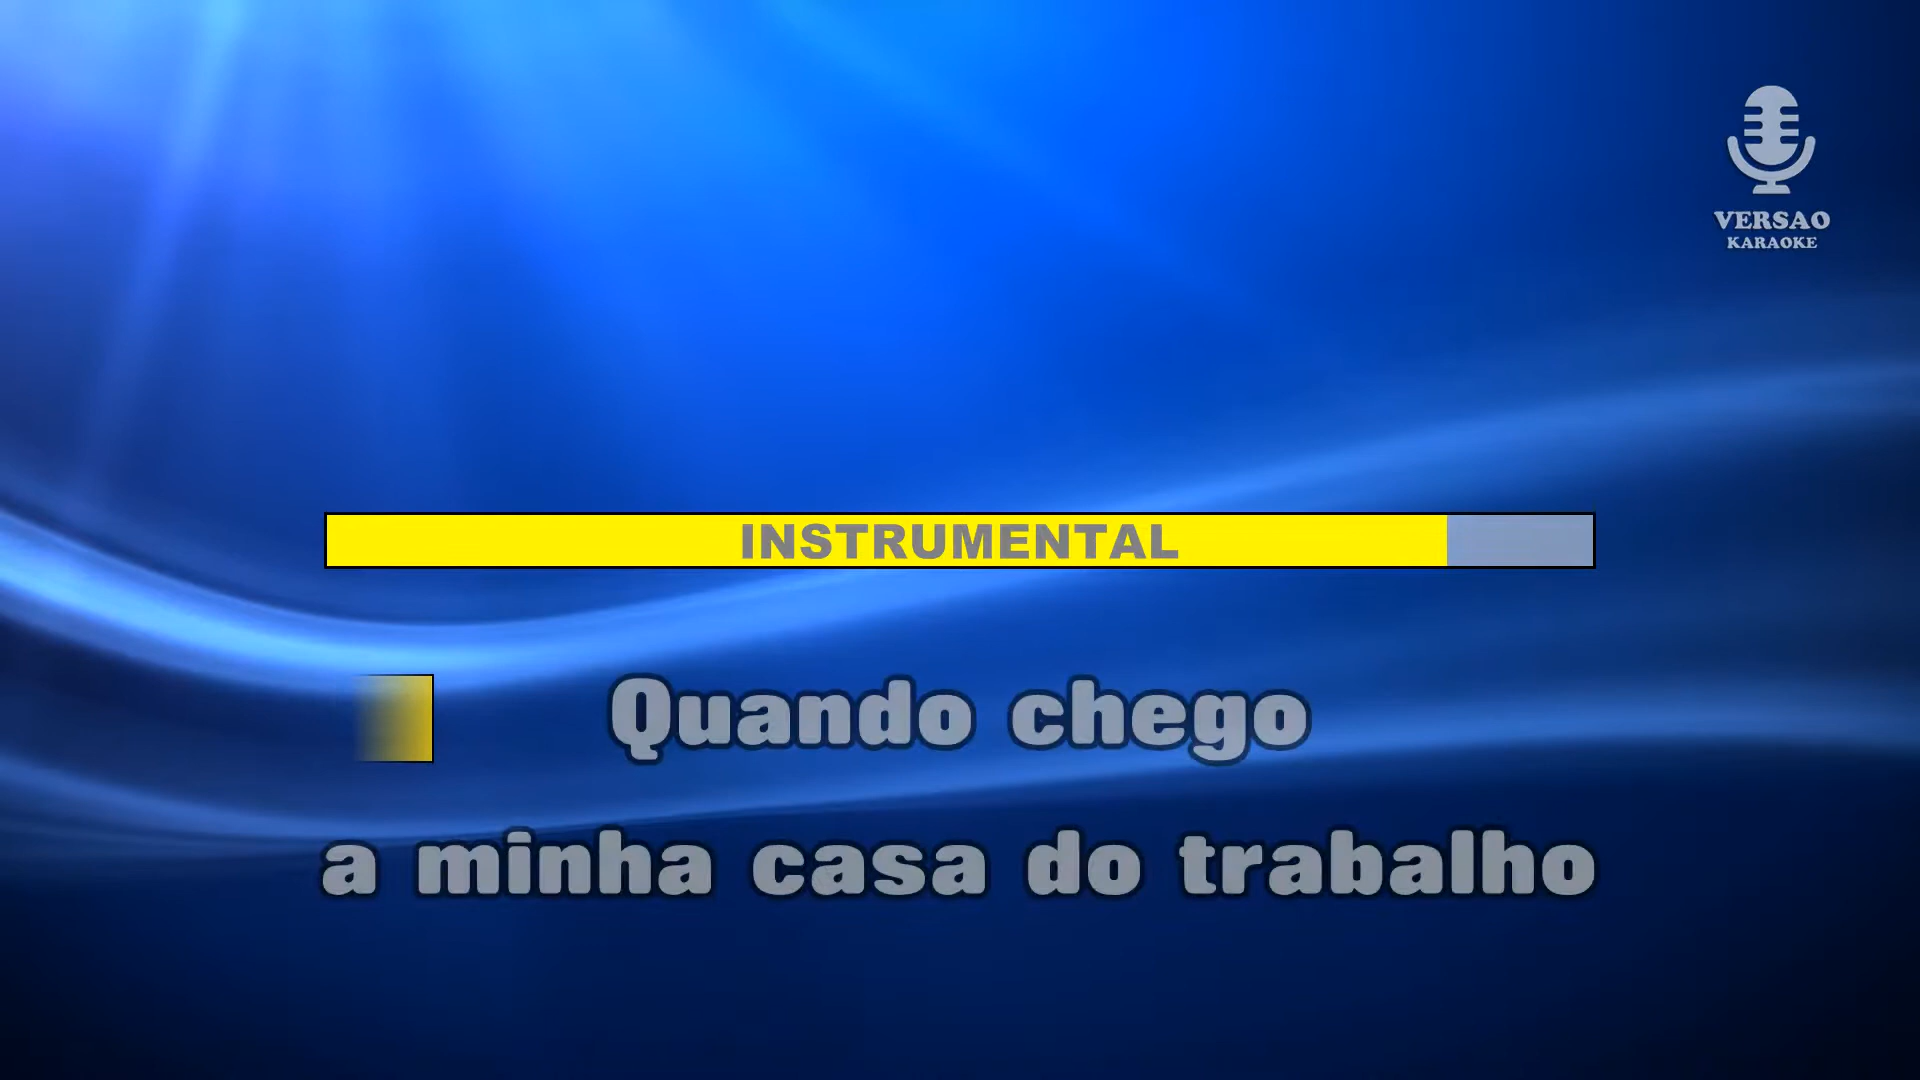 VERSAO
KARAOKE
INSTRUMENTAL
Quando chego
a minha casa do trabalho